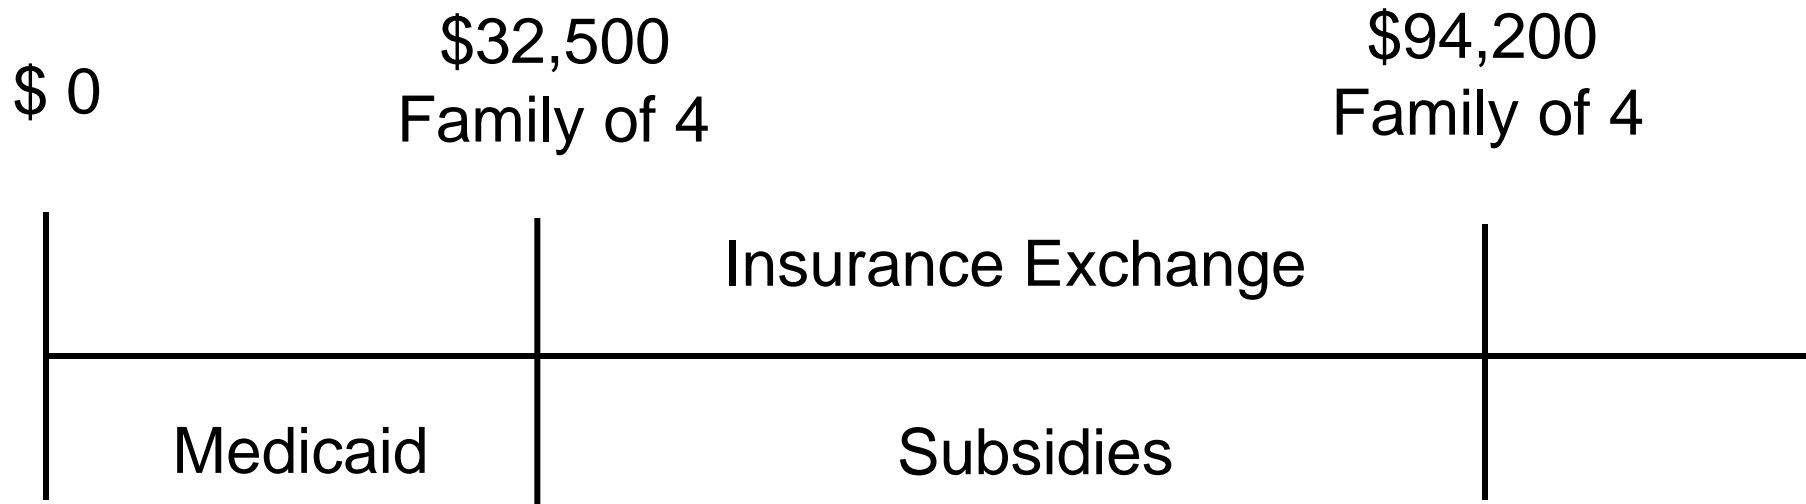 $ 0
$32,500
Family of 4
$94,200
Family of 4
Insurance Exchange
Medicaid
Subsidies